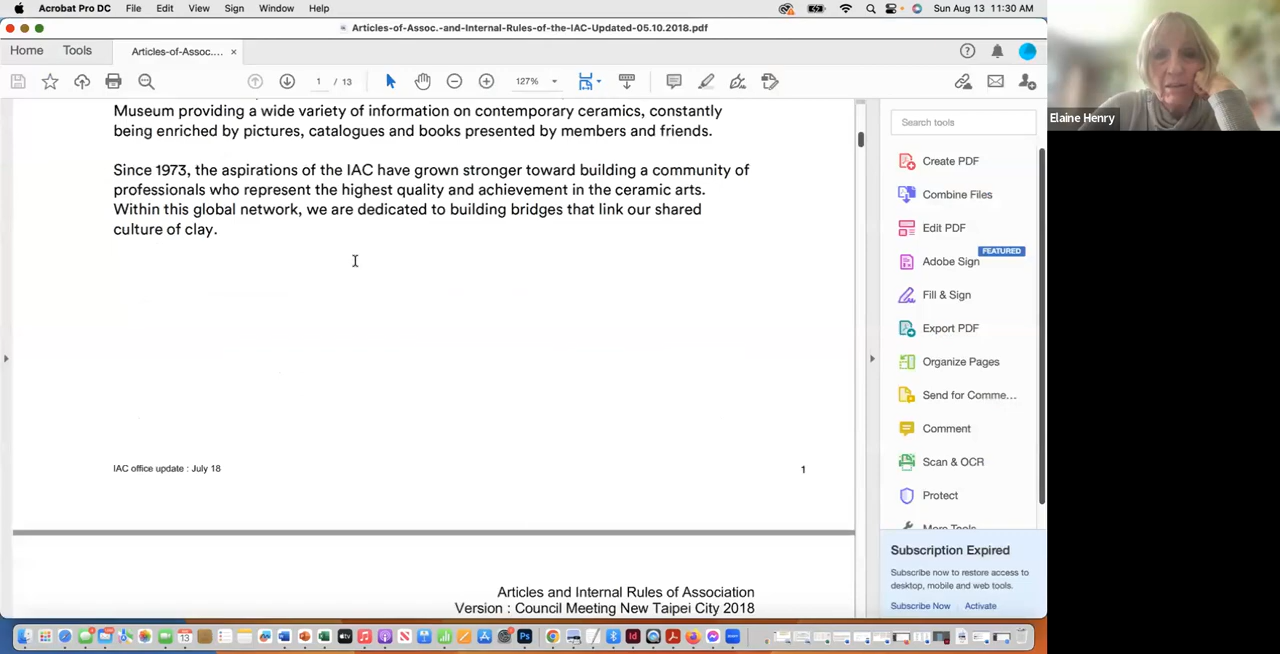 Acrobat Pro DC File Edit View Sign Window Help
Sun Aug 13 11:30 AM
Articles-of-Assoc.-and-Internal-Rules-of-the-IAC-Updated-05.10.2018.pdf
Home Tools Articles-of-Assoc.... ×
1 / 13 127%
Museum providing a wide variety of information on contemporary ceramics, constantly
being enriched by pictures, catalogues and books presented by members and friends.
Since 1973, the aspirations of the IAC have grown stronger toward building a community of
professionals who represent the highest quality and achievement in the ceramic arts.
Within this global network, we are dedicated to building bridges that link our shared
culture of clay.
IAC office update : July 18
1
Articles and Internal Rules of Association
Version : Council Meeting New Taipei City 2018
Search tools
Create PDF
Combine Files
Edit PDF
FEATURED
Adobe Sign
Fill & Sign
Export PDF
Organize Pages
Send for Comme...
Comment
Scan & OCR
Protect
More Tools
Subscription Expired
Subscribe now to restore access to
desktop, mobile and web tools.
Subscribe Now Activate
Elaine Henry